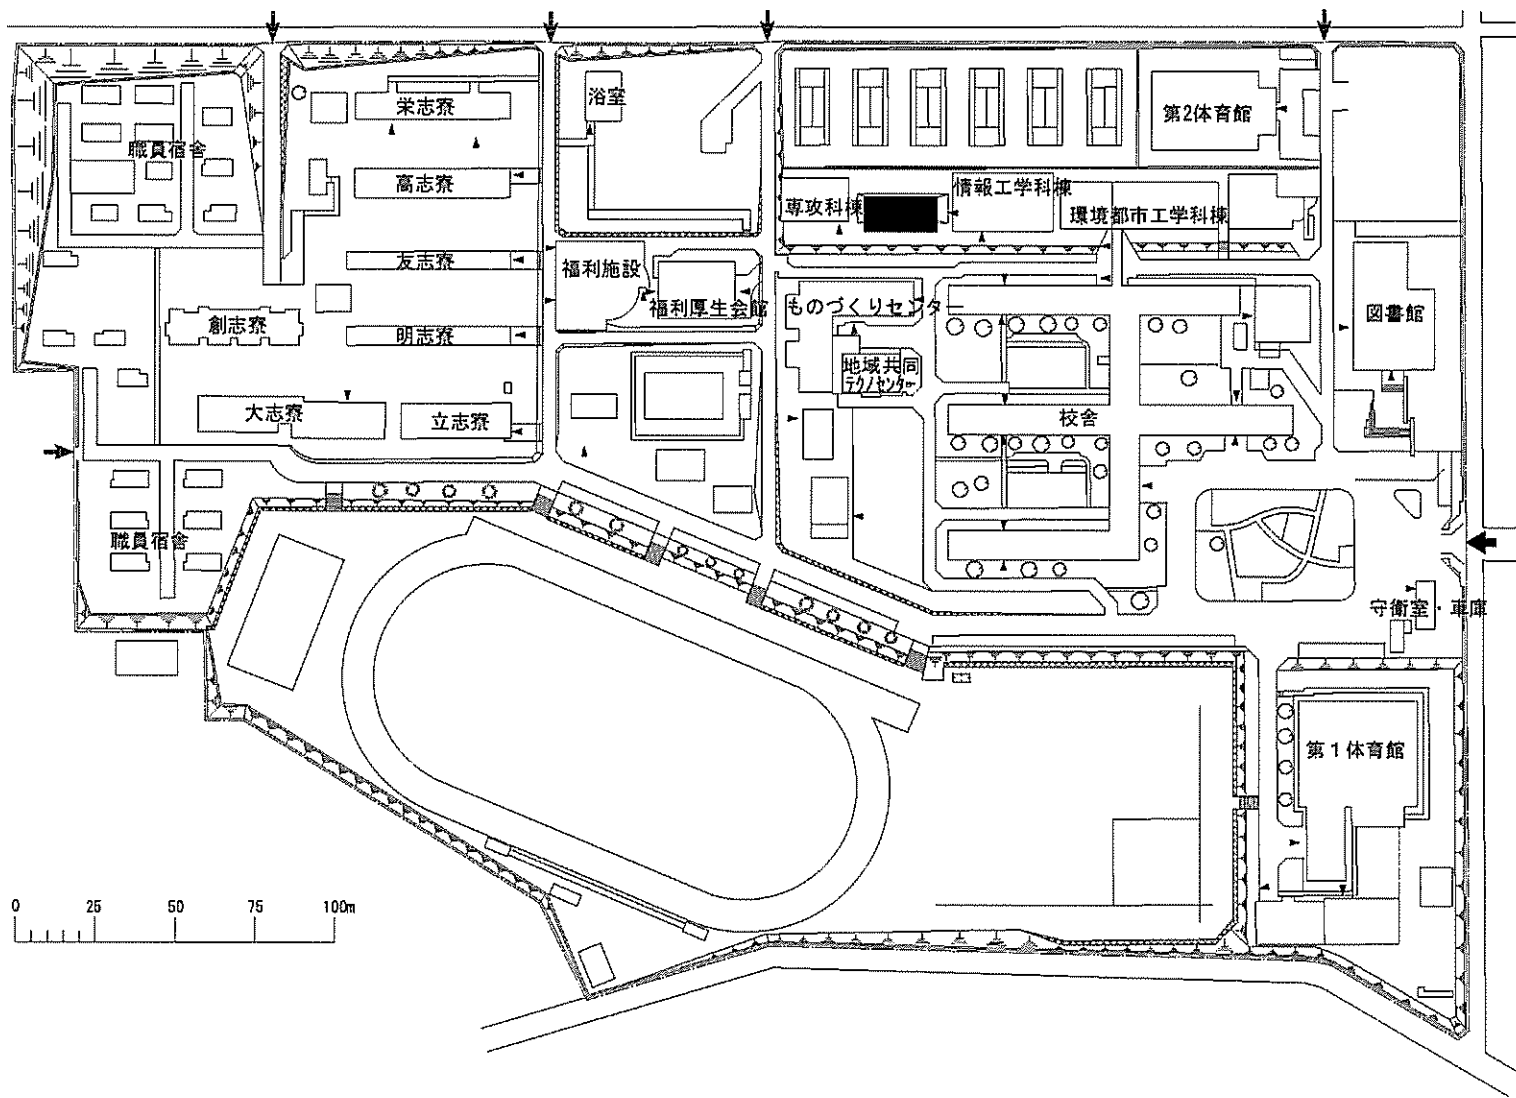 浴室
栄志寮
第2体育館
職員宿舎
高志寮
専攻科棟
情報工学科棟
環境都市工学科棟
友志寮
福利施設
福利厚生会館
ものづくりセンター
図書館
創志寮
明志寮
地域共同
テクノセンター
大志寮
立志寮
校舎
職員宿舎
守衛室・車庫
第1体育館
0 25 50 75 100m